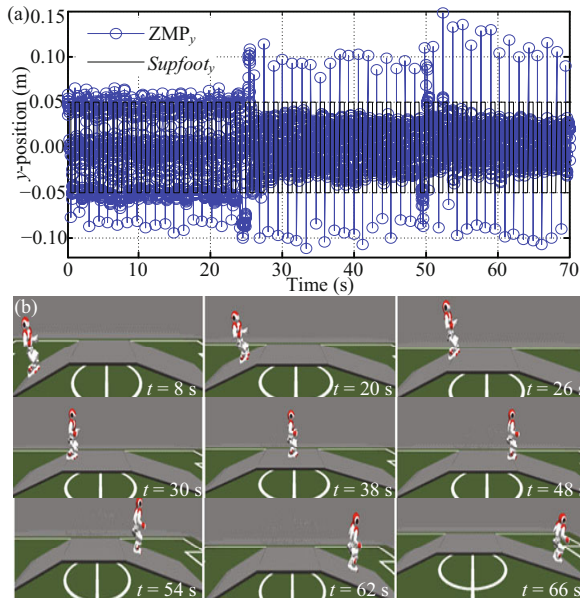 (a)
0.15
0.10
0.05
0.00
−0.05
−0.10
y-position (m)
ZMPy
Supfooty
0 10 20 30 40 50 60 70
Time (s)
(b)
t = 8 s
t = 20 s
t = 26 s
t = 30 s
t = 38 s
t = 48 s
t = 54 s
t = 62 s
t = 66 s